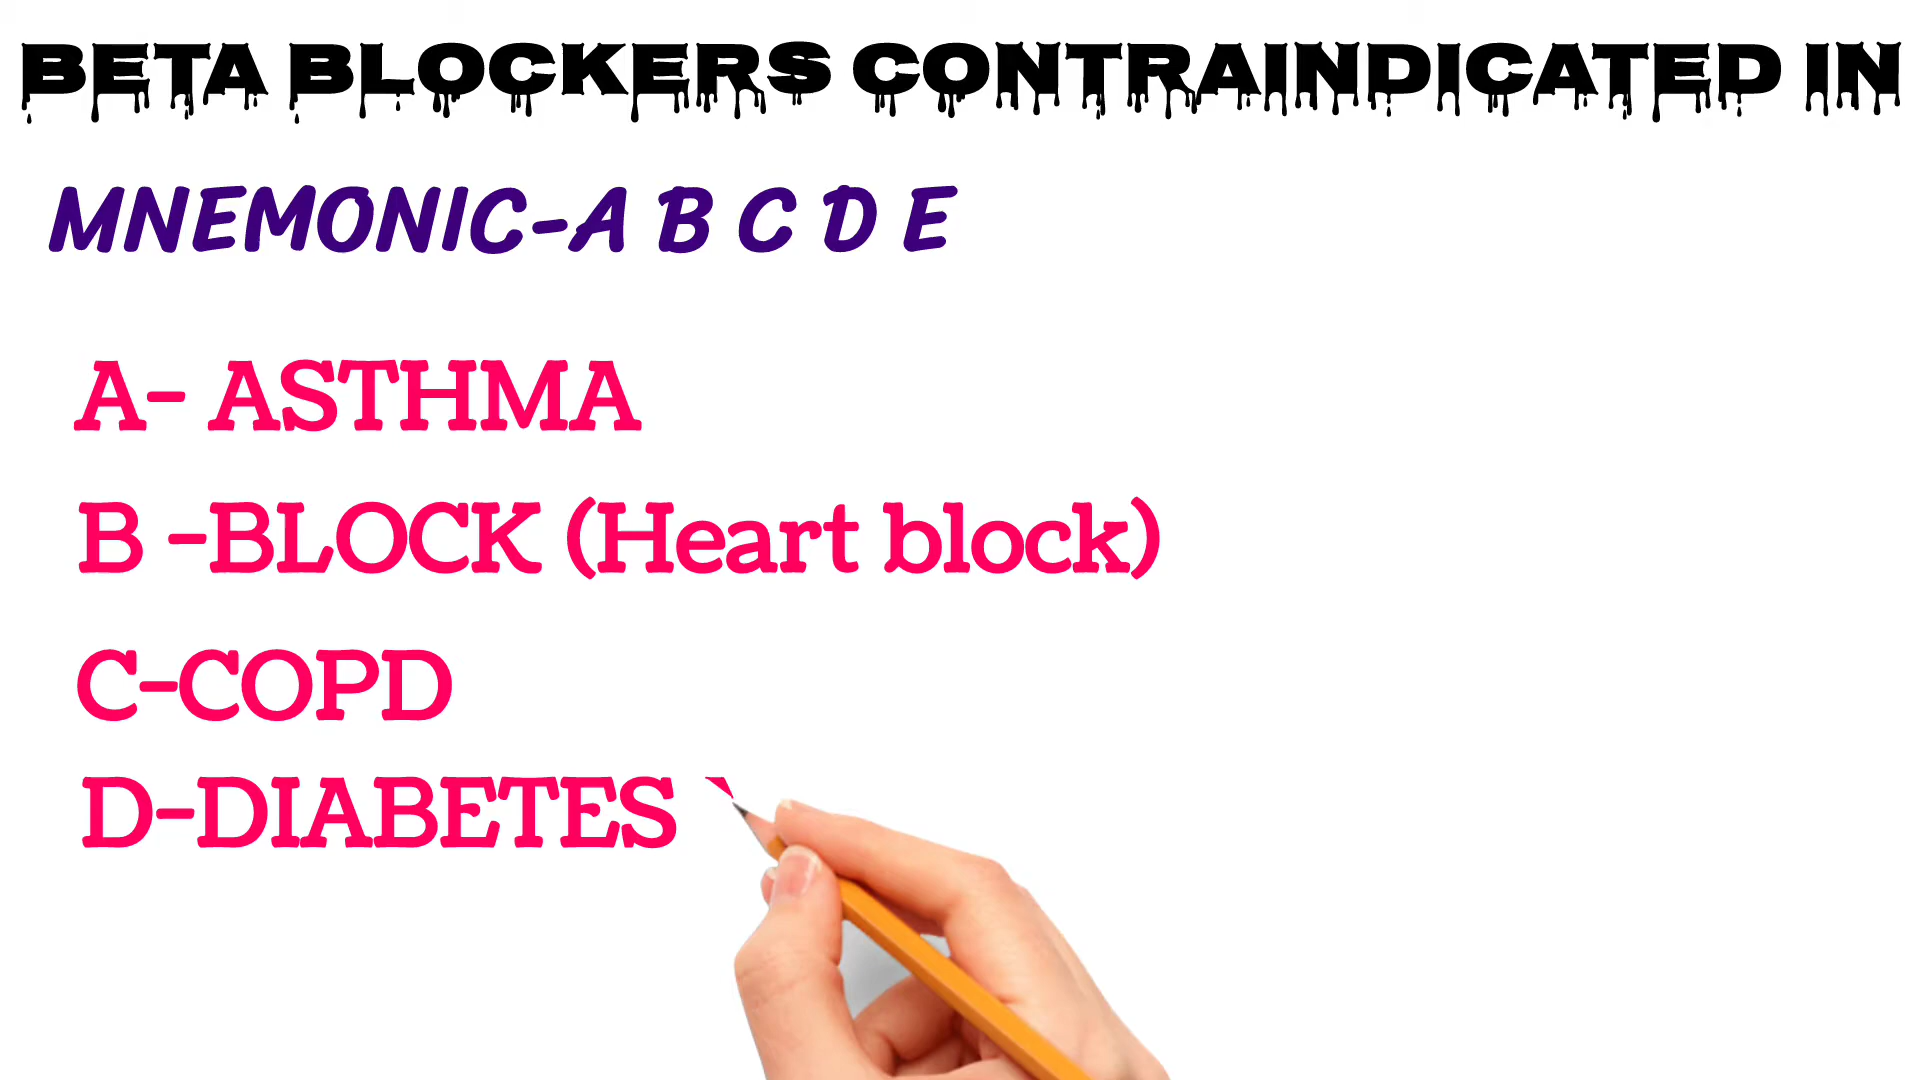 BETA BLOCKERS CONTRAINDICATED IN
MNEMONIC-A B C D E
A- ASTHMA
B -BLOCK (Heart block)
C-COPD
D-DIABETES